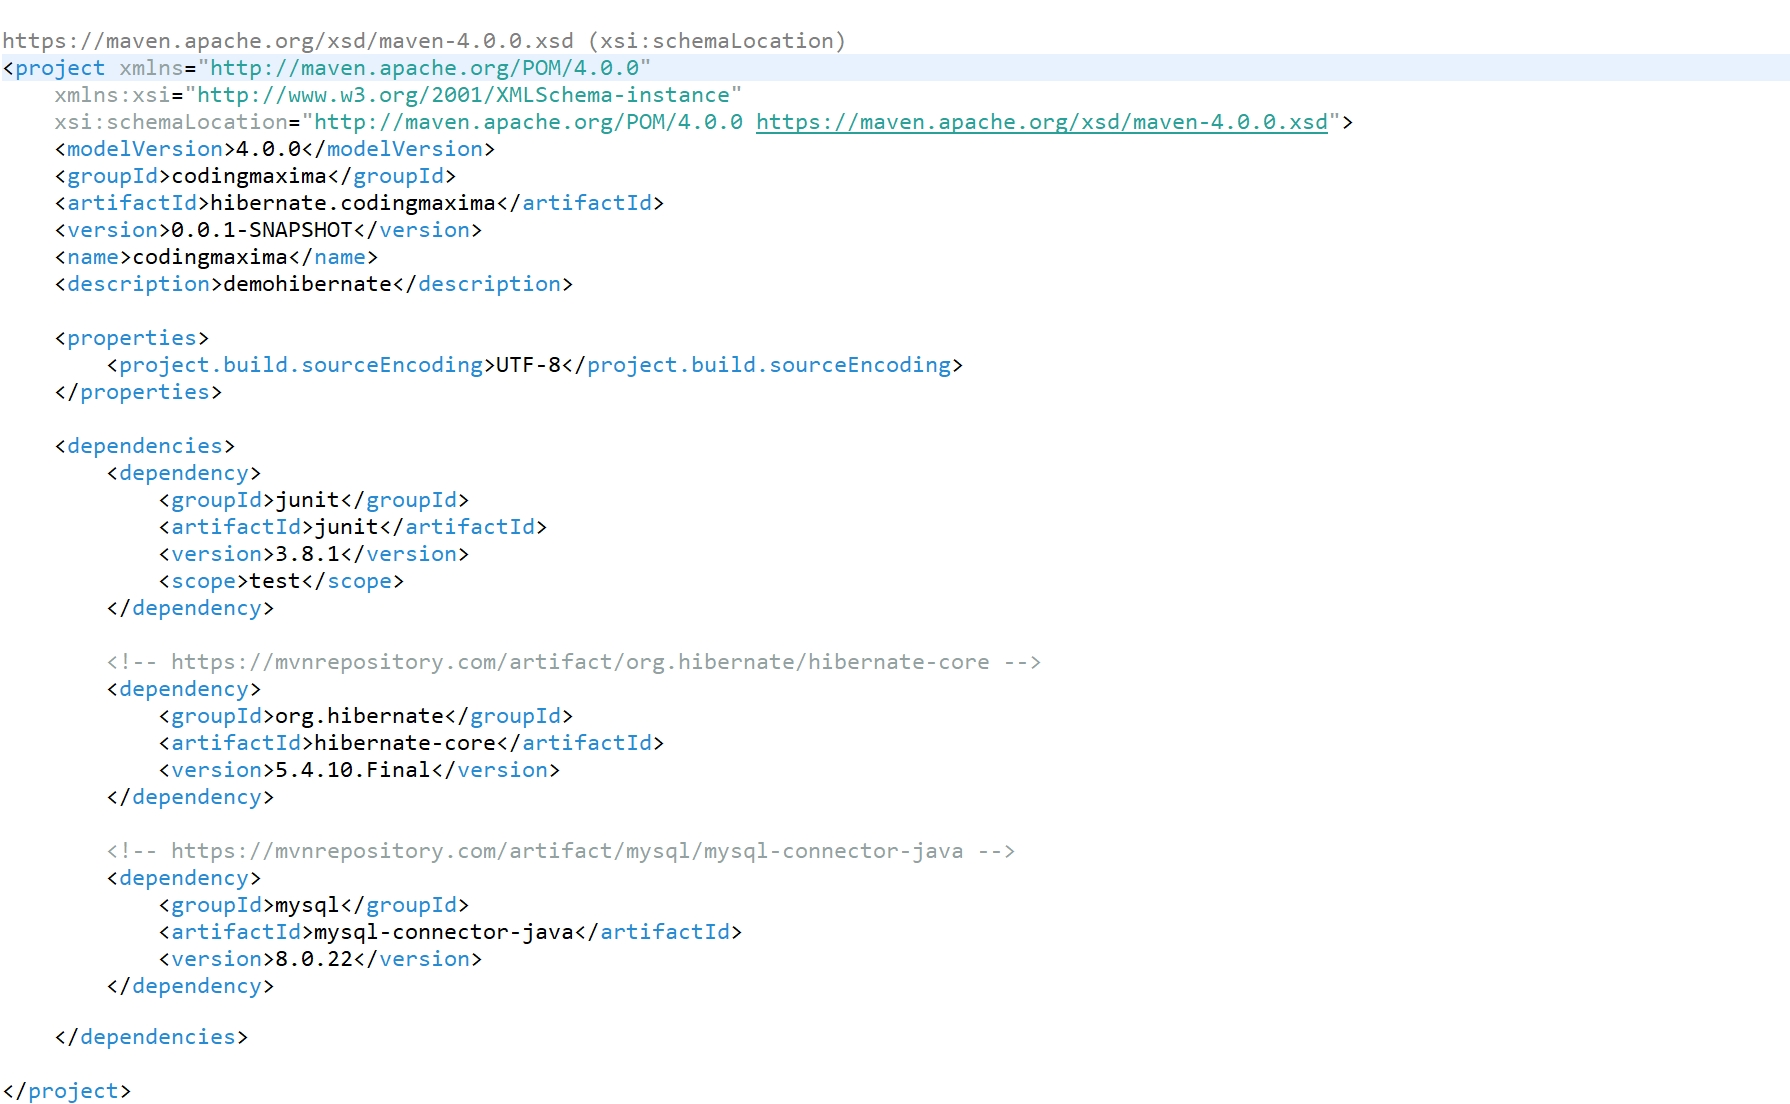 https://maven.apache.org/xsd/maven-4.0.0.xsd (xsi:schemaLocation)
<project xmlns="http://maven.apache.org/POM/4.0.0"
    xmlns:xsi="http://www.w3.org/2001/XMLSchema-instance"
    xsi:schemaLocation="http://maven.apache.org/POM/4.0.0 https://maven.apache.org/xsd/maven-4.0.0.xsd">
    <modelVersion>4.0.0</modelVersion>
    <groupId>codingmaxima</groupId>
    <artifactId>hibernate.codingmaxima</artifactId>
    <version>0.0.1-SNAPSHOT</version>
    <name>codingmaxima</name>
    <description>demohibernate</description>

    <properties>
        <project.build.sourceEncoding>UTF-8</project.build.sourceEncoding>
    </properties>

    <dependencies>
        <dependency>
            <groupId>junit</groupId>
            <artifactId>junit</artifactId>
            <version>3.8.1</version>
            <scope>test</scope>
        </dependency>

        <!-- https://mvnrepository.com/artifact/org.hibernate/hibernate-core -->
        <dependency>
            <groupId>org.hibernate</groupId>
            <artifactId>hibernate-core</artifactId>
            <version>5.4.10.Final</version>
        </dependency>

        <!-- https://mvnrepository.com/artifact/mysql/mysql-connector-java -->
        <dependency>
            <groupId>mysql</groupId>
            <artifactId>mysql-connector-java</artifactId>
            <version>8.0.22</version>
        </dependency>

    </dependencies>

</project>